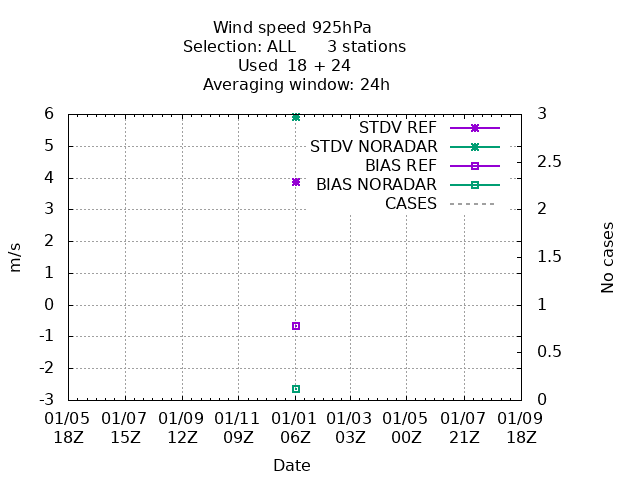 Wind speed 925hPa
Selection: ALL      3 stations
Used  18 + 24
Averaging window: 24h
STDV REF
STDV NORADAR
BIAS REF
BIAS NORADAR
CASES
6
5
4
3
2
1
0
-1
-2
-3
m/s
3
2.5
2
1.5
1
0.5
0
No cases
01/05 01/07 01/09 01/11 01/01 01/03 01/05 01/07 01/09
18Z 15Z 12Z 09Z 06Z 03Z 00Z 21Z 18Z
Date